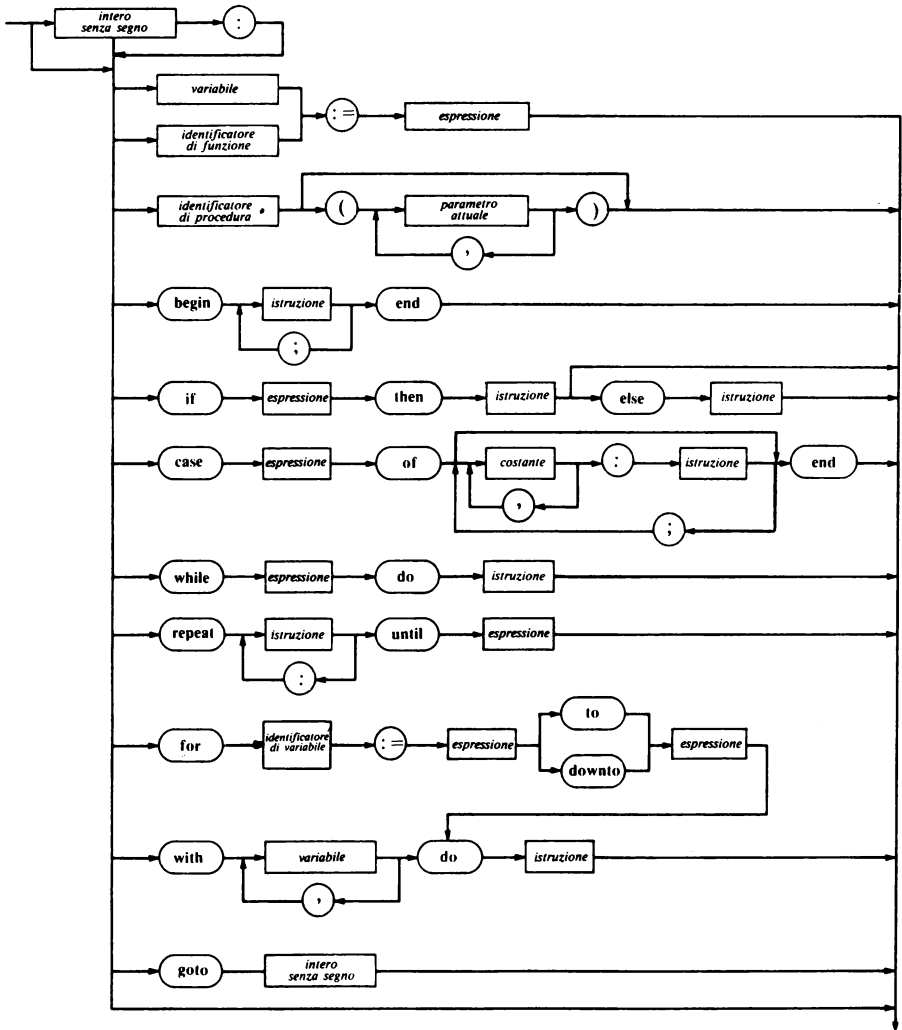 intero
senza segno :
variabile
:= espressione
identificatore
di funzione
identificatore
di procedura ( parametro
attuale )
,
begin istruzione end
;
if espressione then istruzione else istruzione
case espressione of costante : istruzione end
,
;
while espressione do istruzione
repeat istruzione until espressione
:
to
for identificatore
di variabile := espressione espressione
downto
with variabile do istruzione
,
goto intero
senza segno